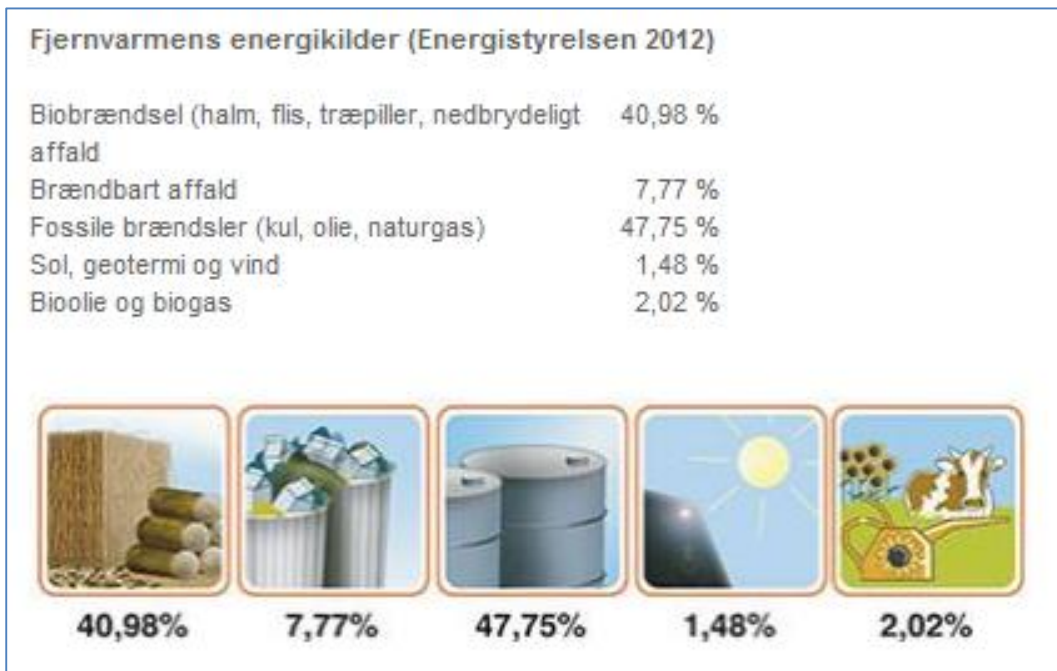 Fjernvarmens energikilder (Energistyrelsen 2012)
Biobrændsel (halm, flis, træpiller, nedbrydeligt 40,98 %
affald
Brændbart affald 7,77 %
Fossile brændsler (kul, olie, naturgas) 47,75 %
Sol, geotermi og vind 1,48 %
Bioolie og biogas 2,02 %
40,98% 7,77% 47,75% 1,48% 2,02%